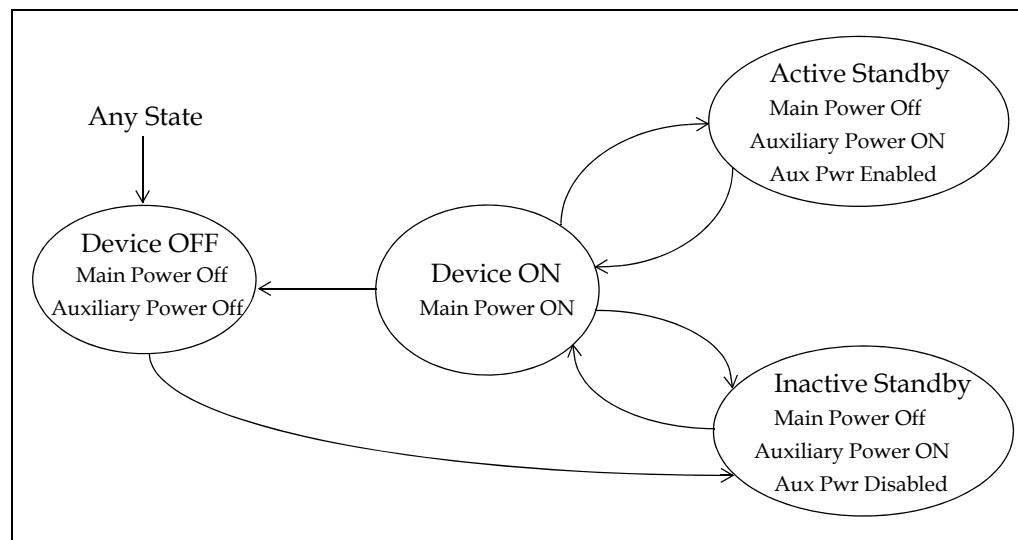 Any State
Device OFF
Main Power Off
Auxiliary Power Off
Device ON
Main Power ON
Active Standby
Main Power Off
Auxiliary Power ON
Aux Pwr Enabled
Inactive Standby
Main Power Off
Auxiliary Power ON
Aux Pwr Disabled